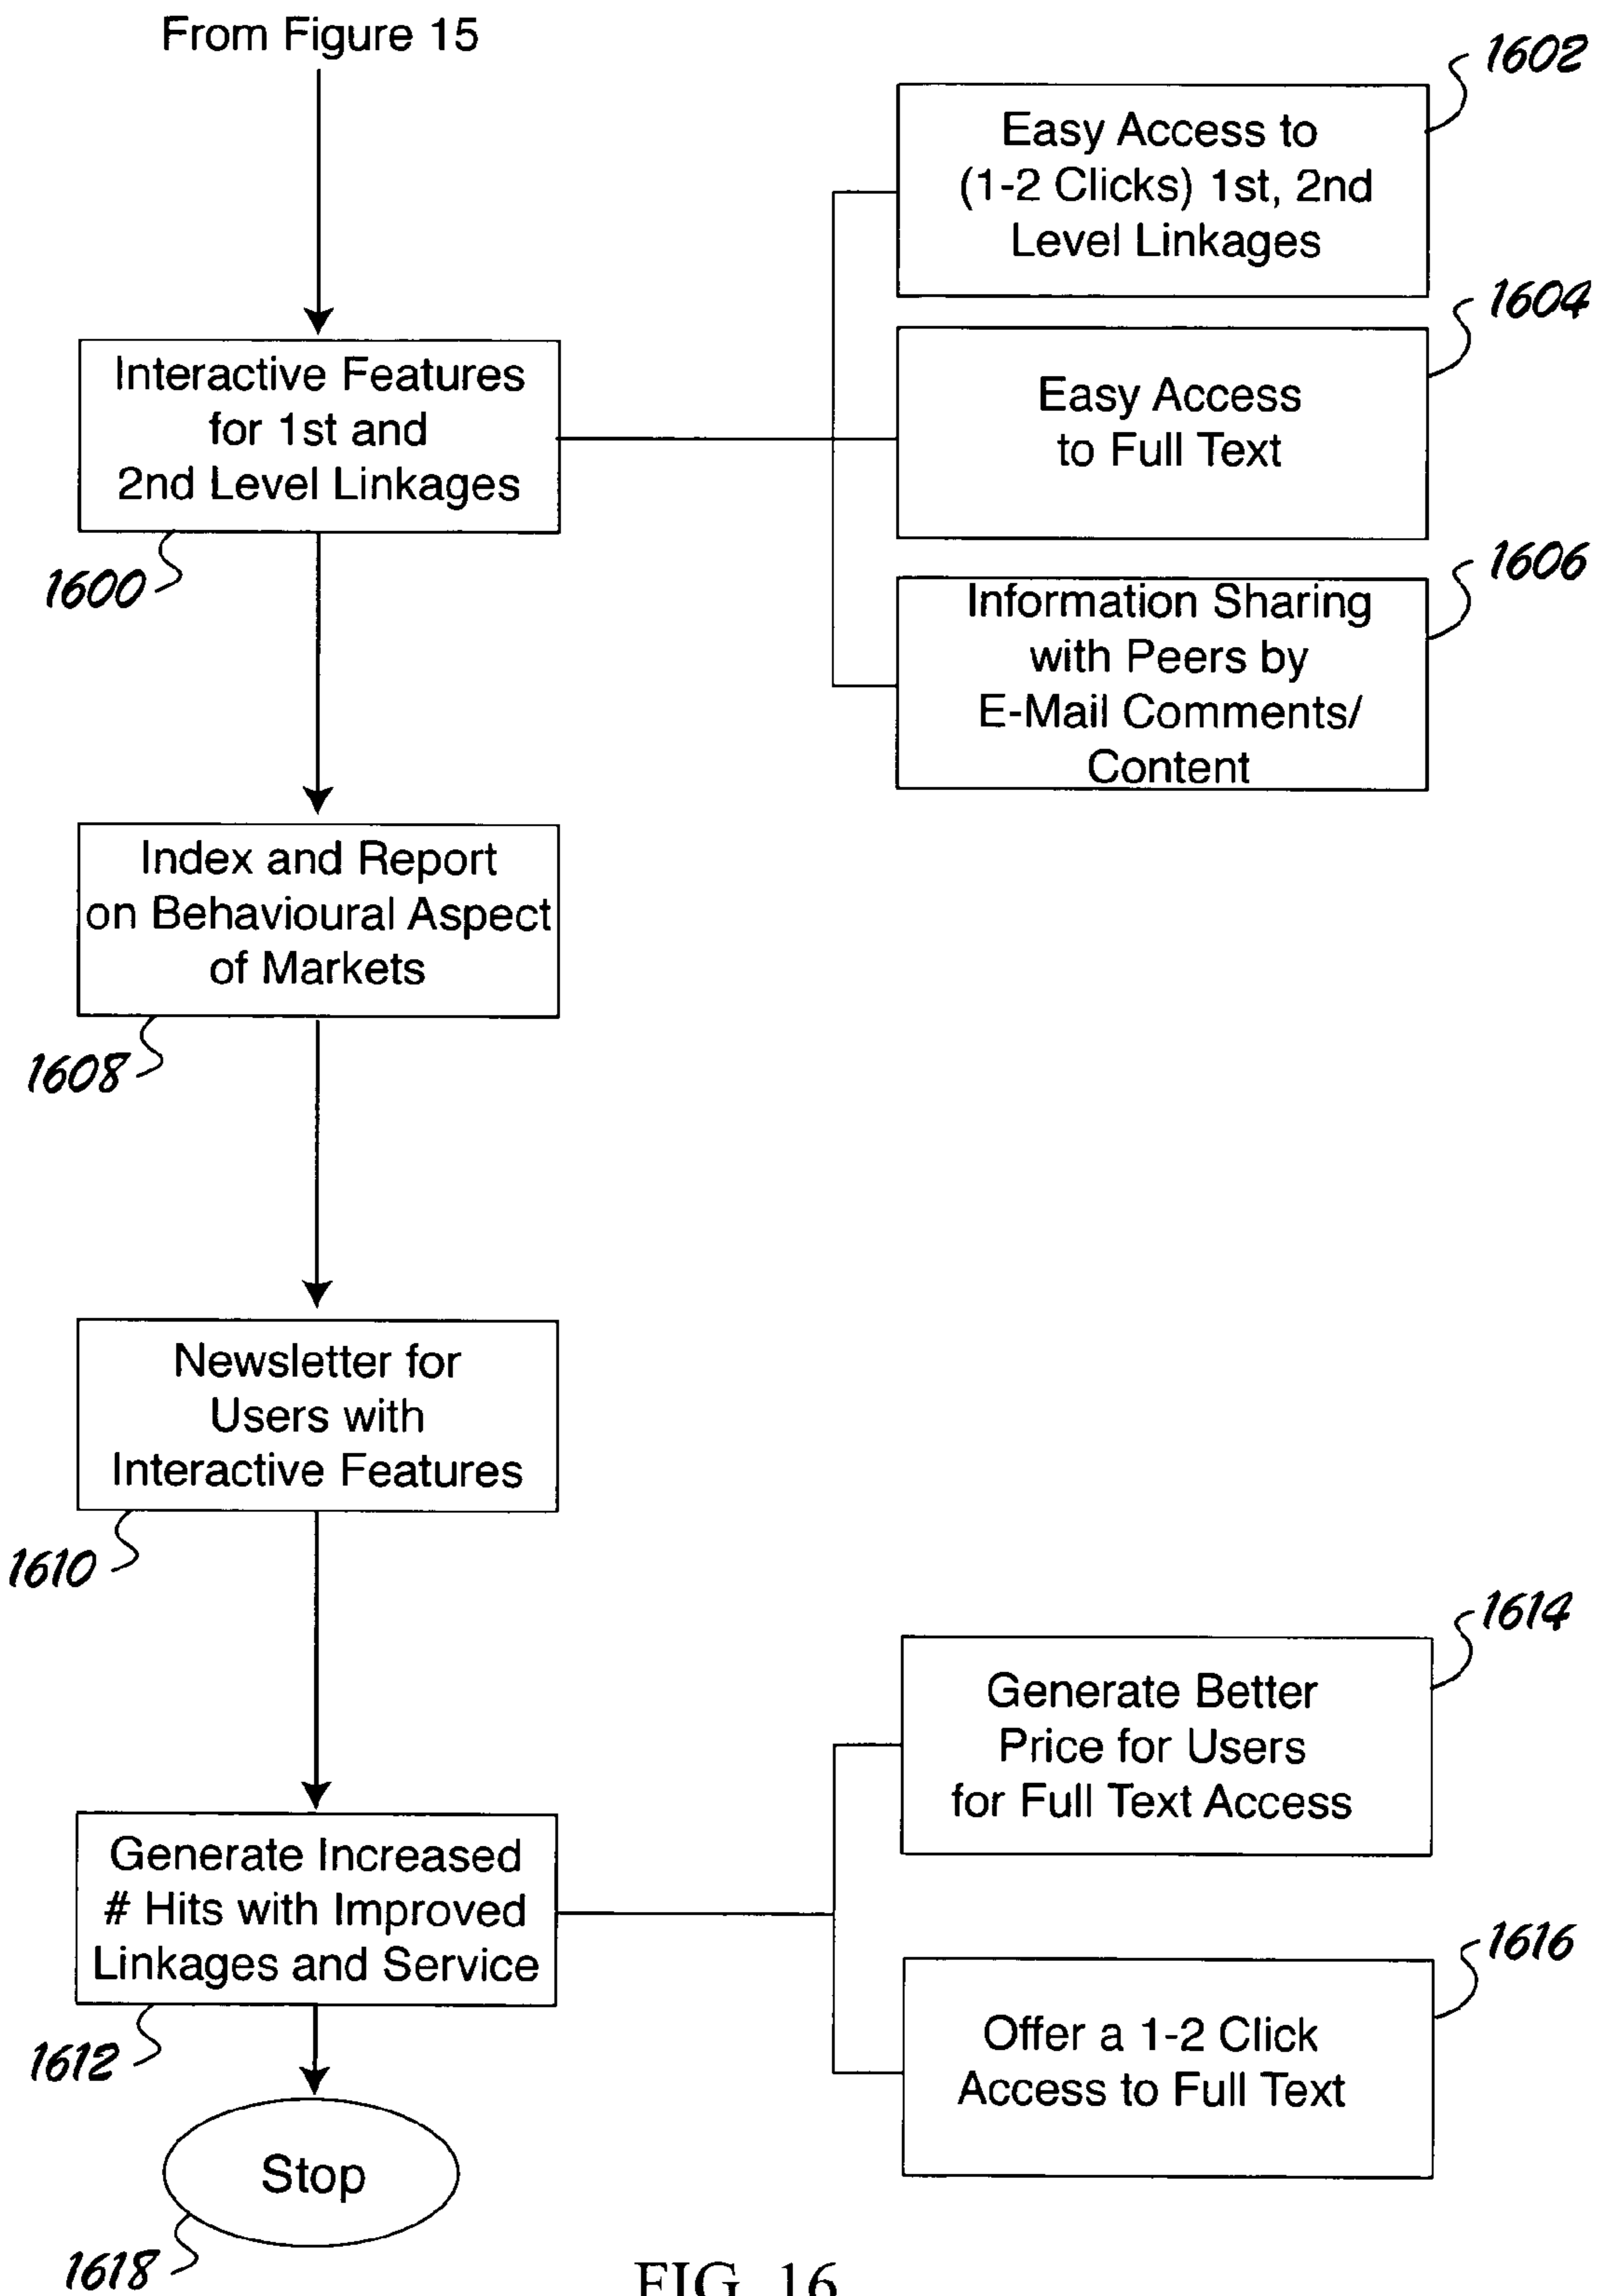 From Figure 15
1602
Easy Access to
(1-2 Clicks) 1st, 2nd
Level Linkages
1604
Interactive Features
for 1st and
2nd Level Linkages
1600
Easy Access
to Full Text
1606
Information Sharing
with Peers by
E-Mail Comments/
Content
Index and Report
on Behavioural Aspect
of Markets
1608
Newsletter for
Users with
Interactive Features
1610
1614
Generate Better
Price for Users
for Full Text Access
Generate Increased
# Hits with Improved
Linkages and Service
1612
1616
Offer a 1-2 Click
Access to Full Text
Stop
1618
FIG. 16